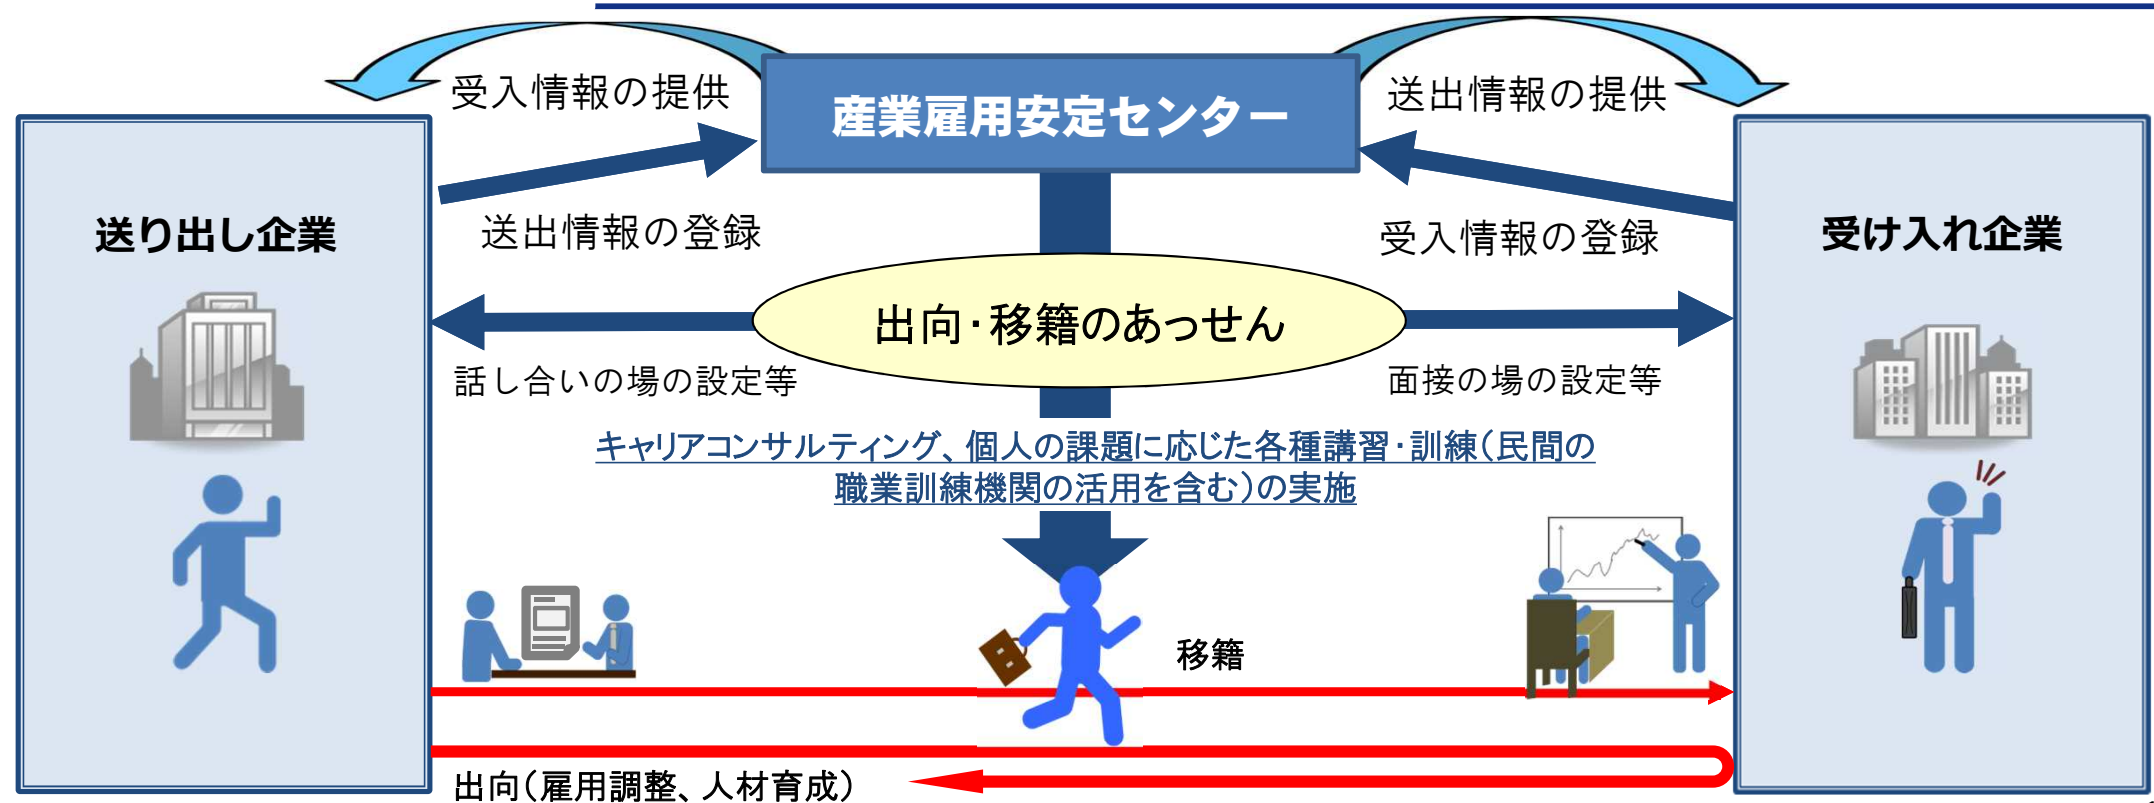 受入情報の提供
産業雇用安定センター
送出情報の提供
送り出し企業
送出情報の登録
受入情報の登録
受け入れ企業
出向・移籍のあっせん
話し合いの場の設定等
面接の場の設定等
キャリアコンサルティング、個人の課題に応じた各種講習・訓練(民間の
職業訓練機関の活用を含む)の実施
移籍
出向(雇用調整、人材育成)